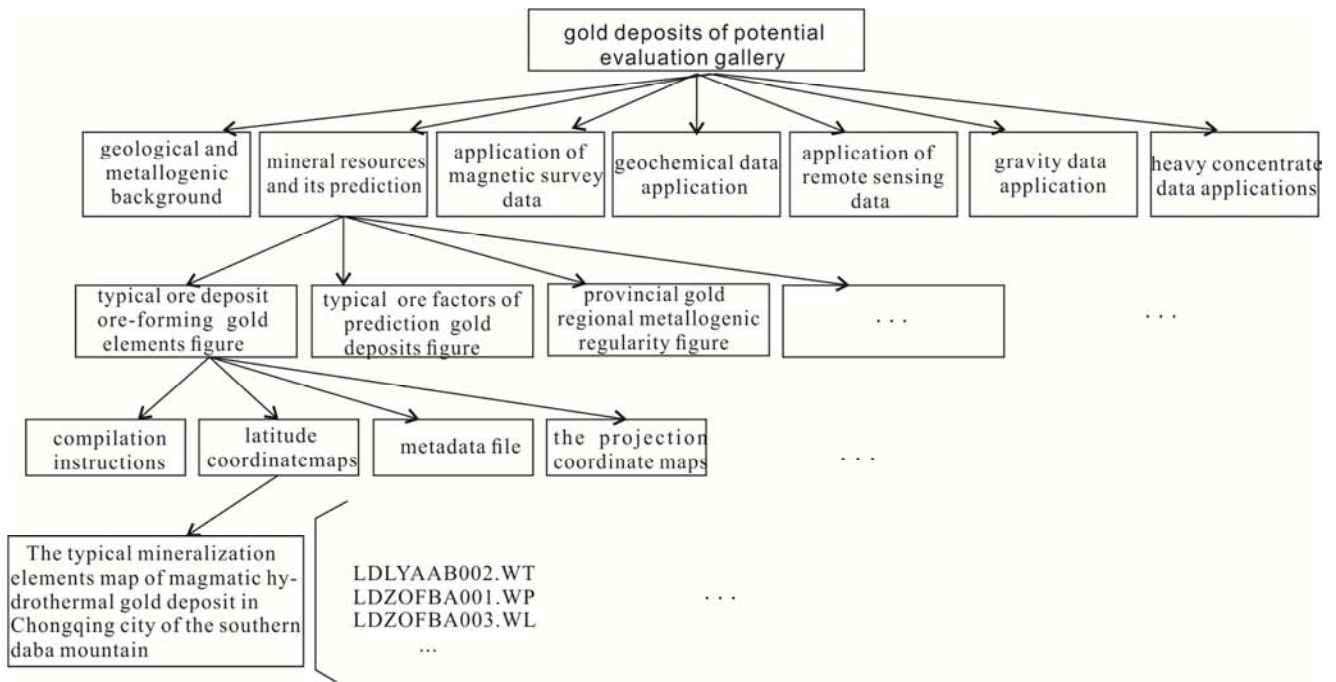 gold deposits of potential
evaluation gallery
geological and
metallogenic
background
mineral resources
and its prediction
application of
magnetic survey
data
geochemical data
application
application of
remote sensing
data
gravity data
application
heavy concentrate
data applications
typical ore deposit
ore-forming gold
elements figure
typical ore factors of
prediction gold
deposits figure
provincial gold
regional metallogenic
regularity figure
...
...
compilation
instructions
latitude
coordinatemaps
metadata file
the projection
coordinate maps
...
The typical mineralization
elements map of magmatic hy-
drothermal gold deposit in
Chongqing city of the southern
daba mountain
LDLYAAB002.WT
LDZOFBA001.WP
LDZOFBA003.WL
...
...